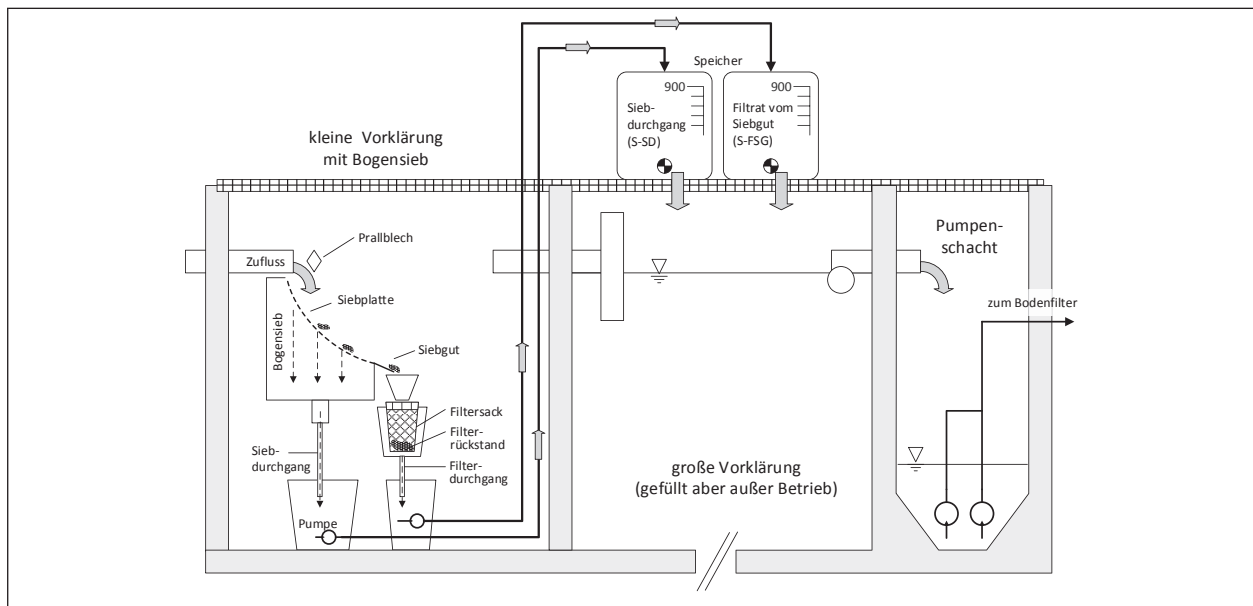 Speicher
900
Sieb-
durchgang
(S-SD)
900
Filtrat vom
Siebgut
(S-FSG)
kleine Vorklärung
mit Bogensieb
Prallblech
Zufluss
Siebplatte
Bogensieb
Siebgut
Filtersack
Filter-
rückstand
Sieb-
durchgang
Filter-
durchgang
Pumpe
große Vorklärung
(gefüllt aber außer Betrieb)
Pumpen-
schacht
zum Bodenfilter